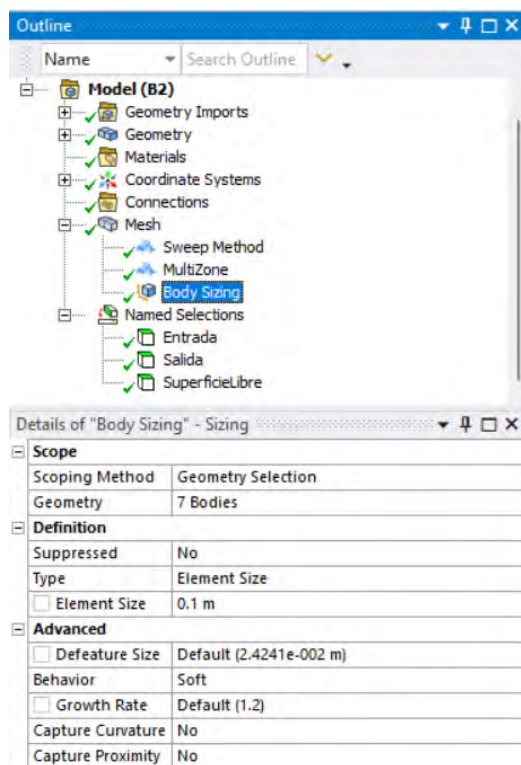 Outline
Name Search Outline
Model (B2)
Geometry Imports
Geometry
Materials
Coordinate Systems
Connections
Mesh
Sweep Method
MultiZone
Body Sizing
Named Selections
Entrada
Salida
SuperficieLibre
Details of "Body Sizing" - Sizing
Scope
Scoping Method Geometry Selection
Geometry 7 Bodies
Definition
Suppressed No
Type Element Size
Element Size 0.1 m
Advanced
Defeature Size Default (2.4241e-002 m)
Behavior Soft
Growth Rate Default (1.2)
Capture Curvature No
Capture Proximity No